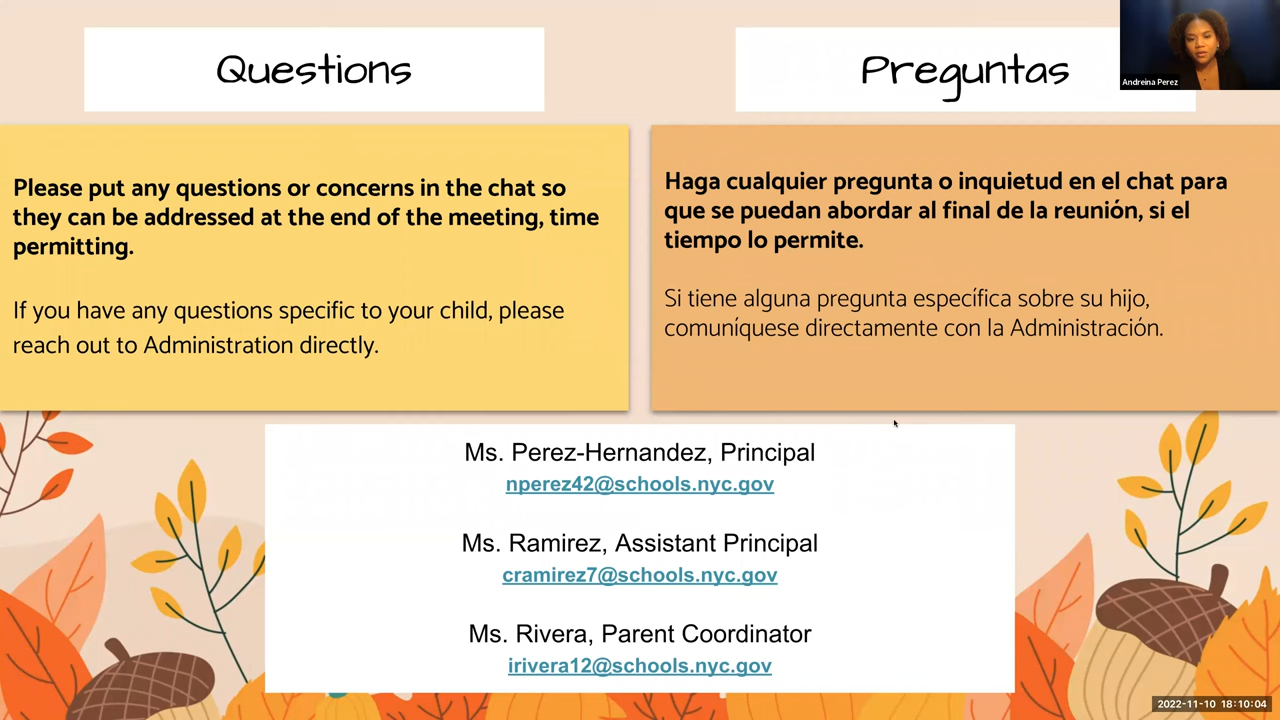 Questions
Preguntas
Andreina Perez
Please put any questions or concerns in the chat so
they can be addressed at the end of the meeting, time
permitting.
If you have any questions specific to your child, please
reach out to Administration directly.
Haga cualquier pregunta o inquietud en el chat para
que se puedan abordar al final de la reunión, si el
tiempo lo permite.
Si tiene alguna pregunta específica sobre su hijo,
comuníquese directamente con la Administración.
Ms. Perez-Hernandez, Principal
nperez42@schools.nyc.gov
Ms. Ramirez, Assistant Principal
cramirez7@schools.nyc.gov
Ms. Rivera, Parent Coordinator
irivera12@schools.nyc.gov
2022-11-10 18:10:04